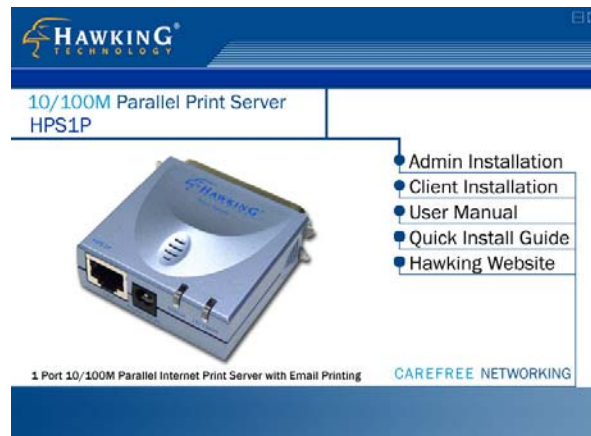 HAWKING
TECHNOLOGY
10/100M Parallel Print Server
HPS1P
HAWKING
Admin Installation
Client Installation
User Manual
Quick Install Guide
Hawking Website
1 Port 10/100M Parallel Internet Print Server with Email Printing
CAREFREE NETWORKING